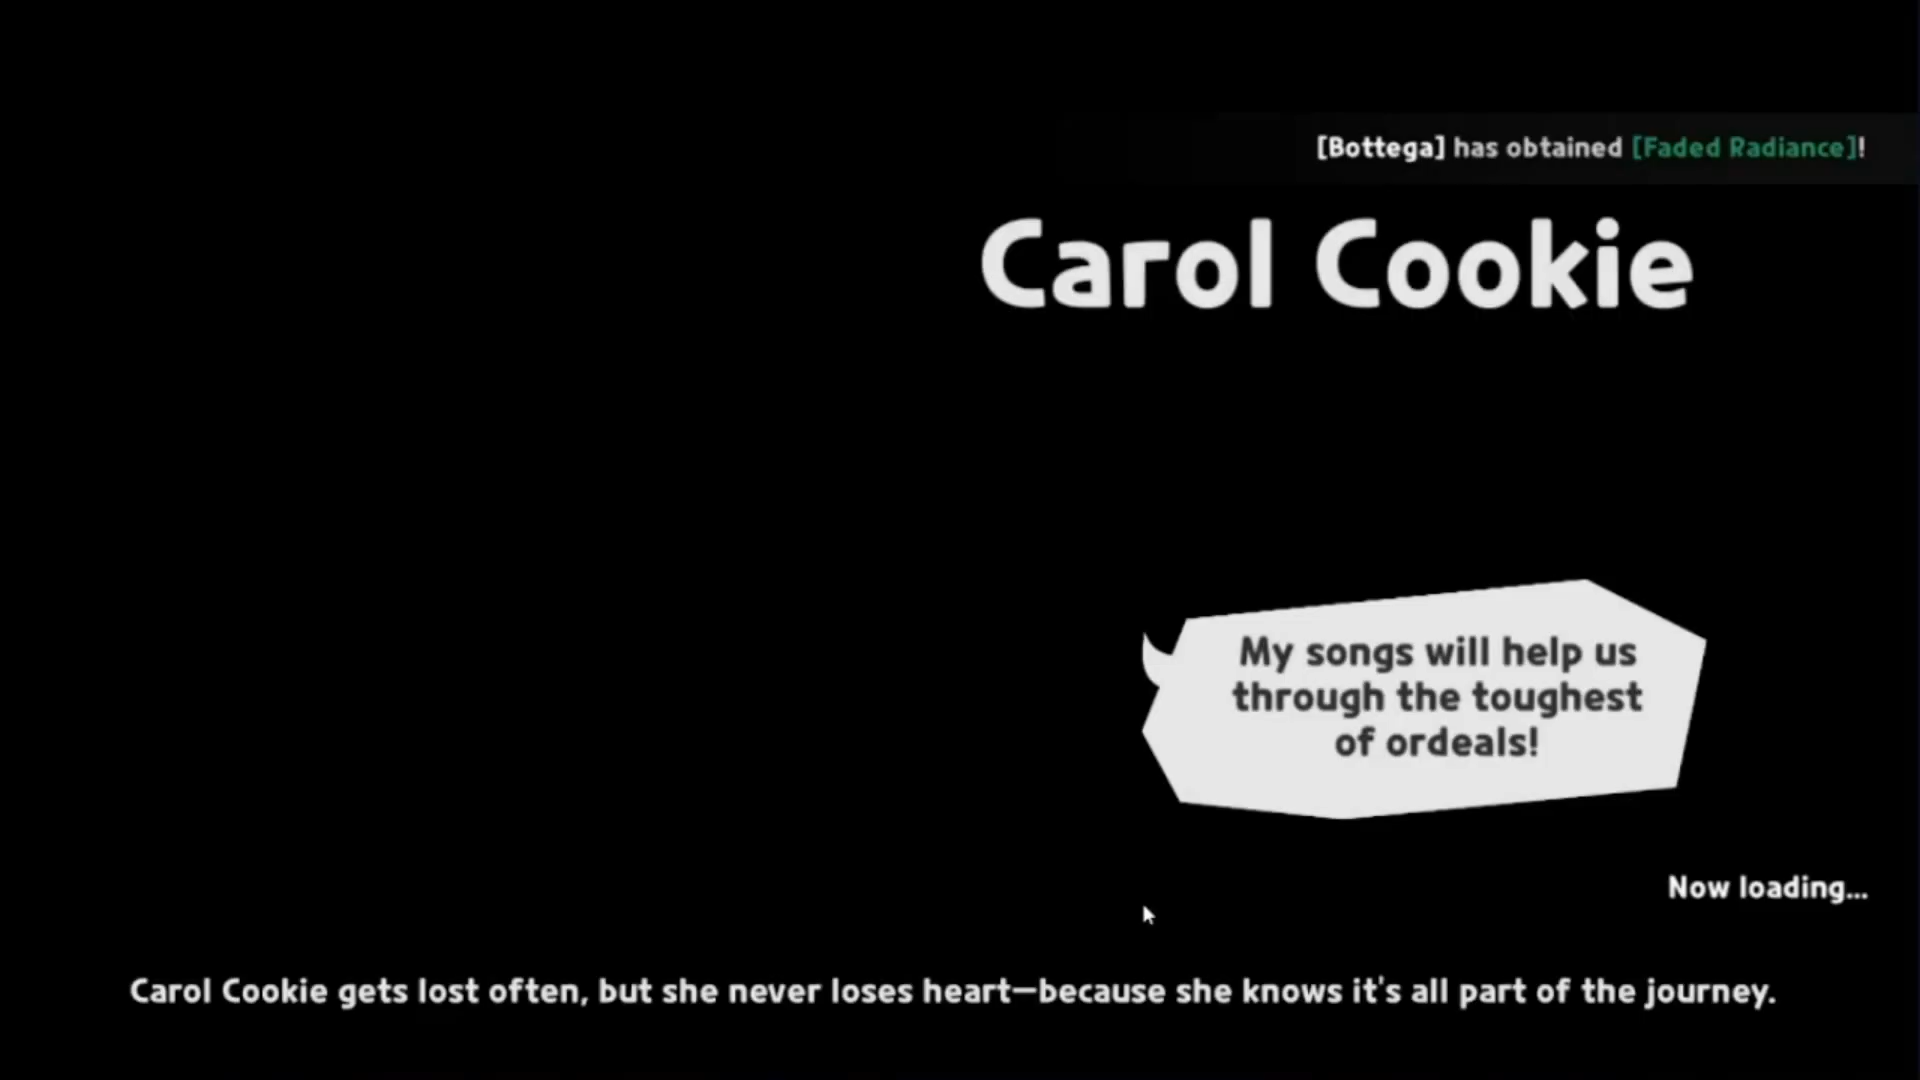 [Bottega] has obtained [Faded Radiance]!
Carol Cookie
My songs will help us
through the toughest
of ordeals!
Now loading...
Carol Cookie gets lost often, but she never loses heart—because she knows it's all part of the journey.